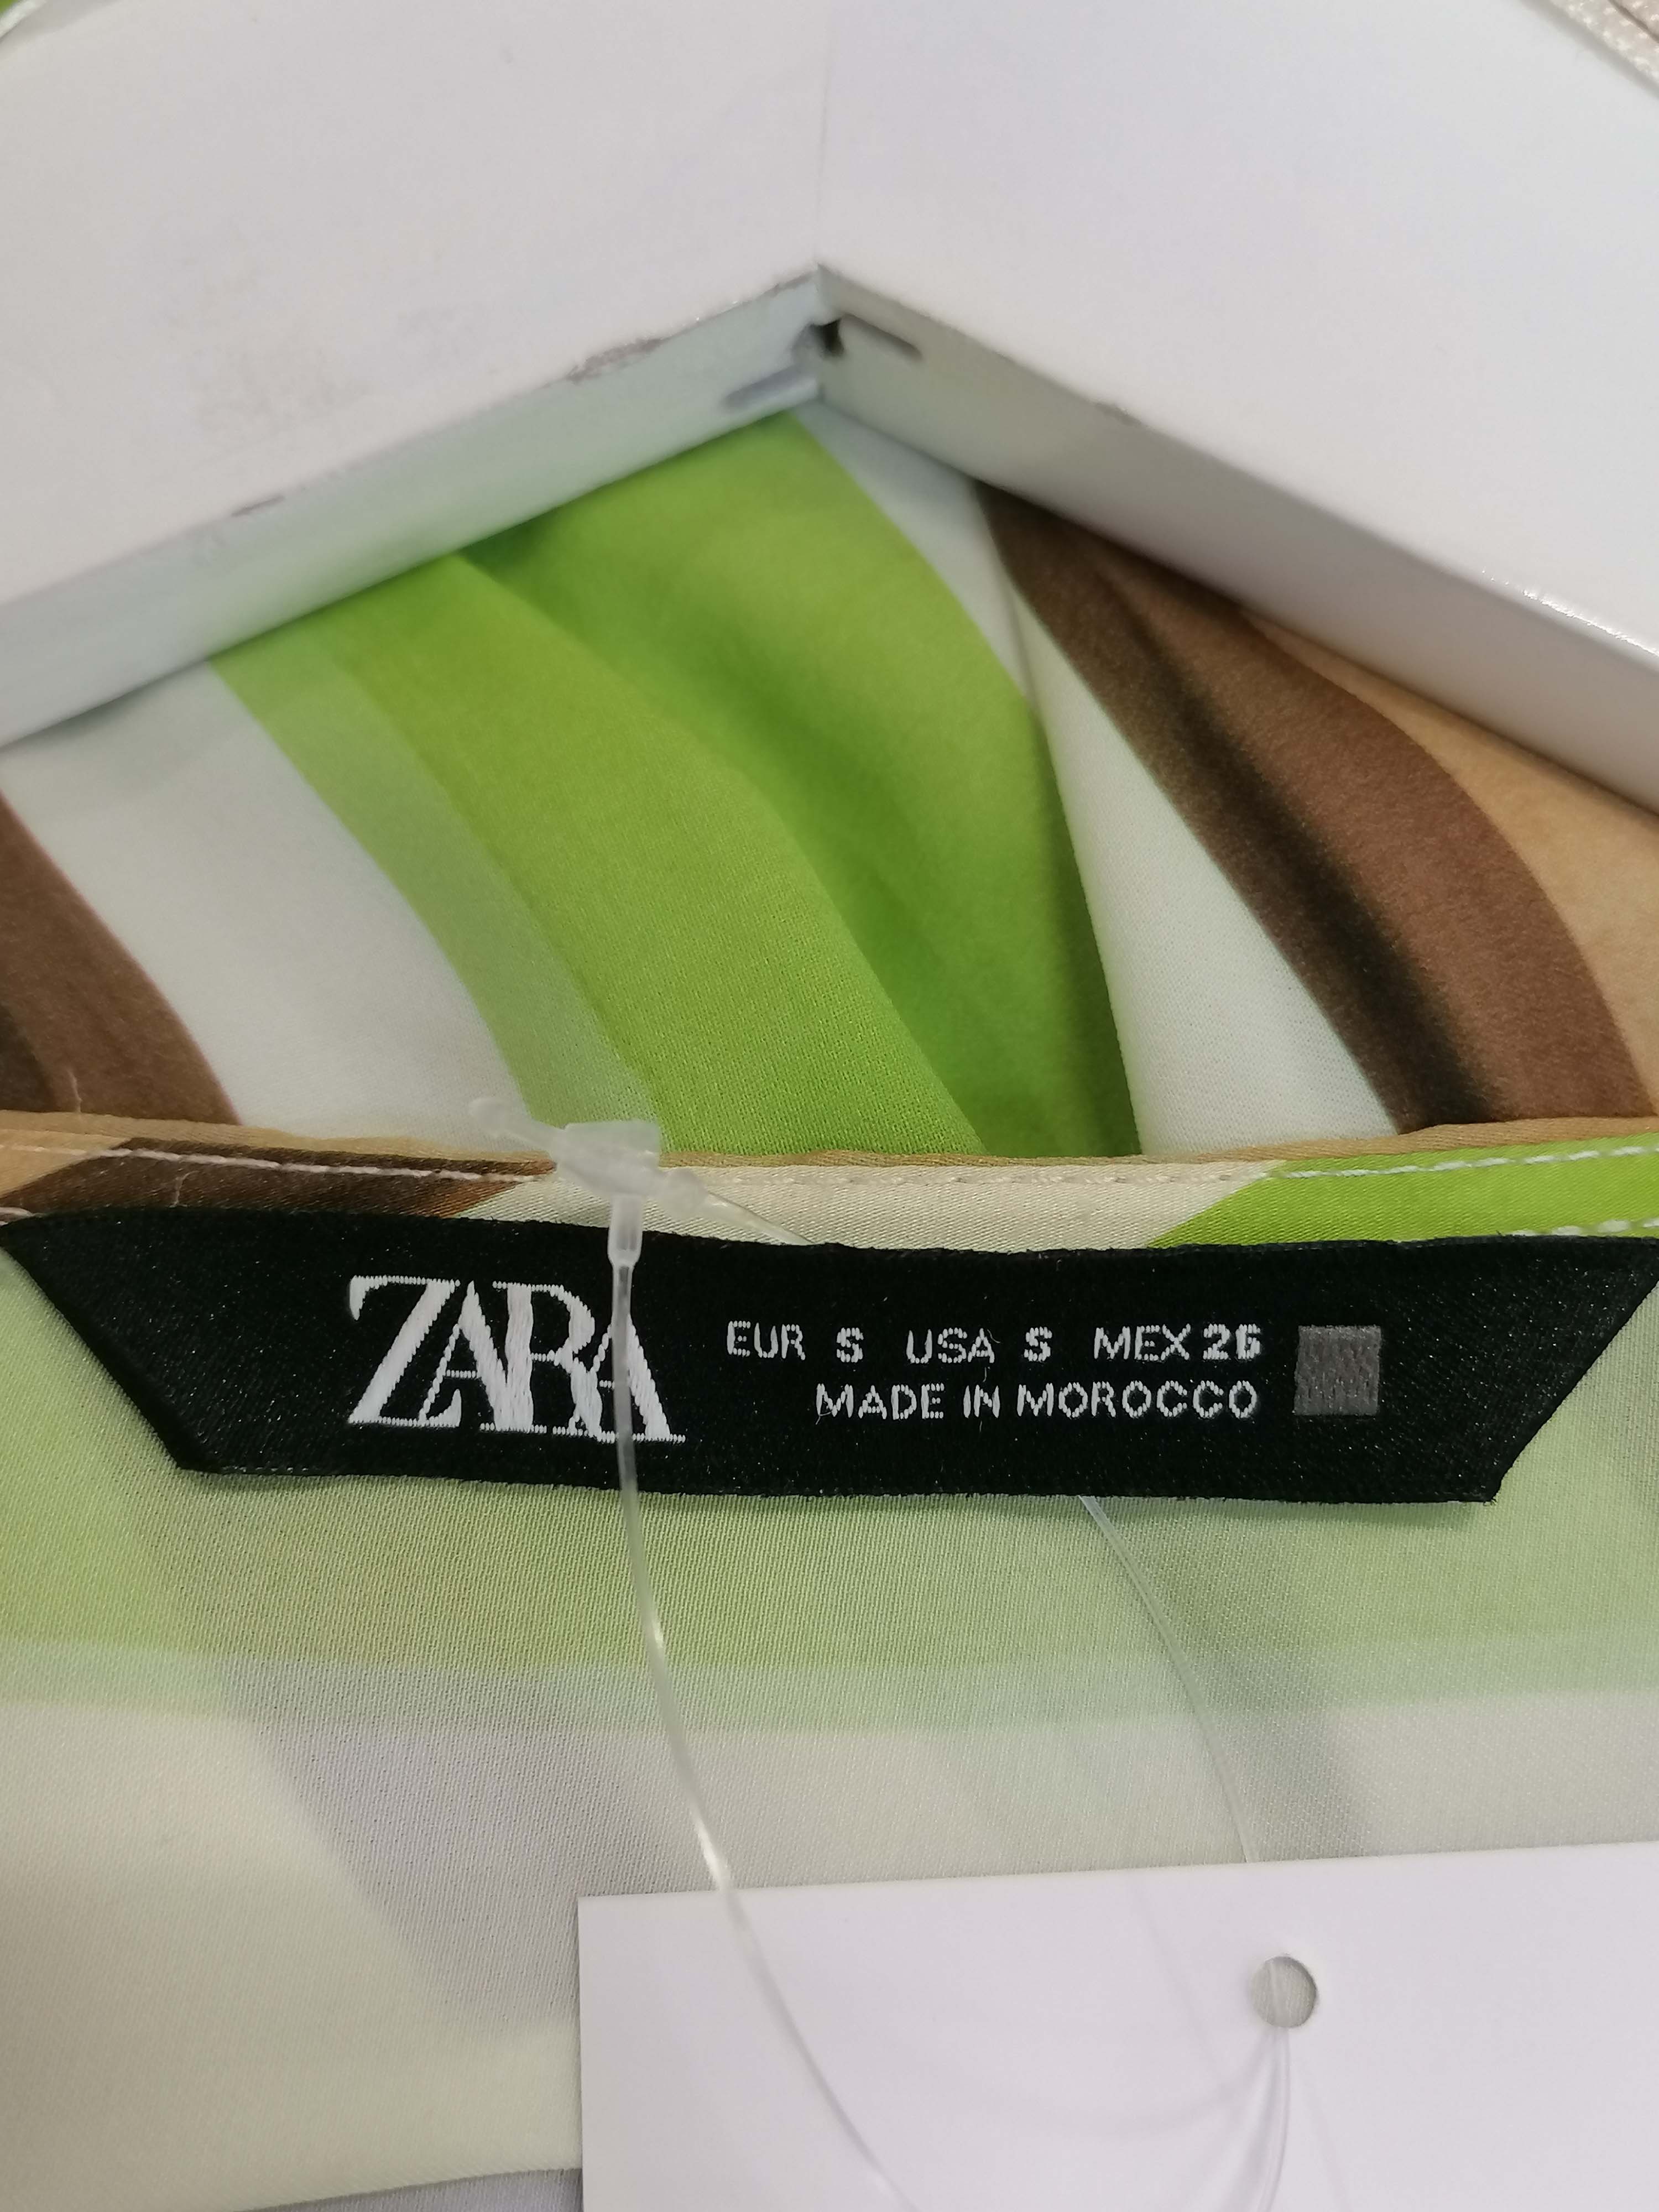 ZARA
EUR S USA S MEX 26
MADE IN MOROCCO